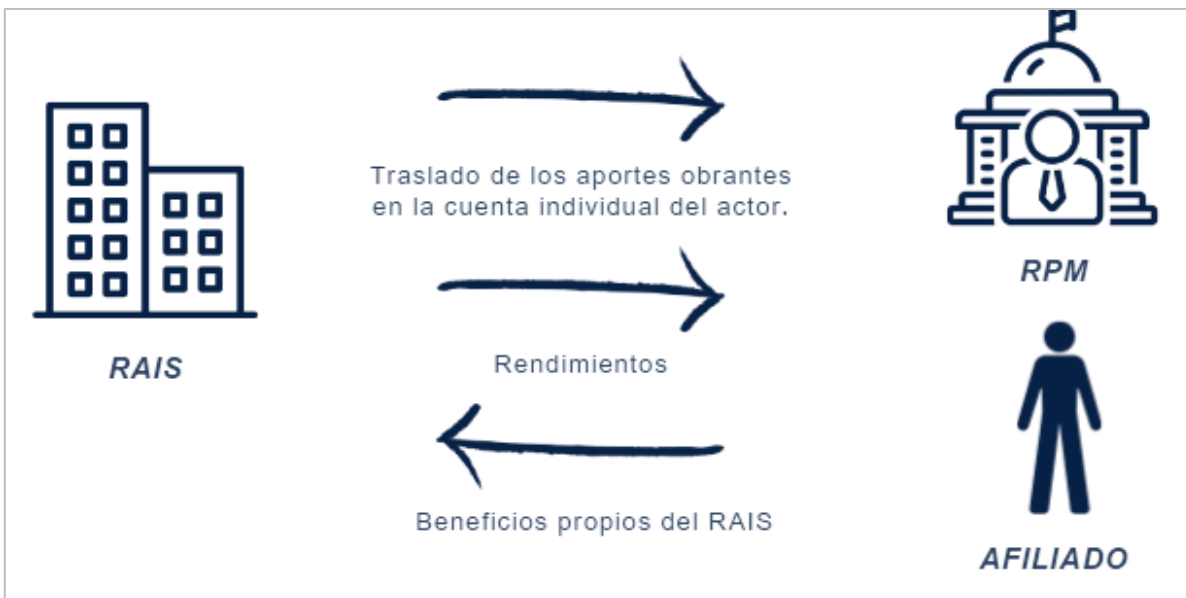 Traslado de los aportes obrantes
en la cuenta individual del actor.
RPM
RAIS
Rendimientos
Beneficios propios del RAIS
AFILIADO